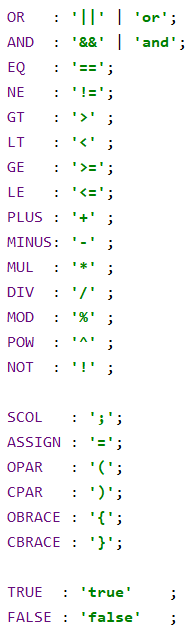 OR   : '||' | 'or';
AND  : '&&' | 'and';
EQ   : '==';
NE   : '!=';
GT   : '>' ;
LT   : '<' ;
GE   : '>=';
LE   : '<=';
PLUS : '+' ;
MINUS: '-' ;
MUL  : '*' ;
DIV  : '/' ;
MOD  : '%' ;
POW  : '^' ;
NOT  : '!' ;

SCOL   : ';';
ASSIGN : '=';
OPAR   : '(';
CPAR   : ')';
OBRACE : '{';
CBRACE : '}';

TRUE  : 'true'    ;
FALSE : 'false'   ;